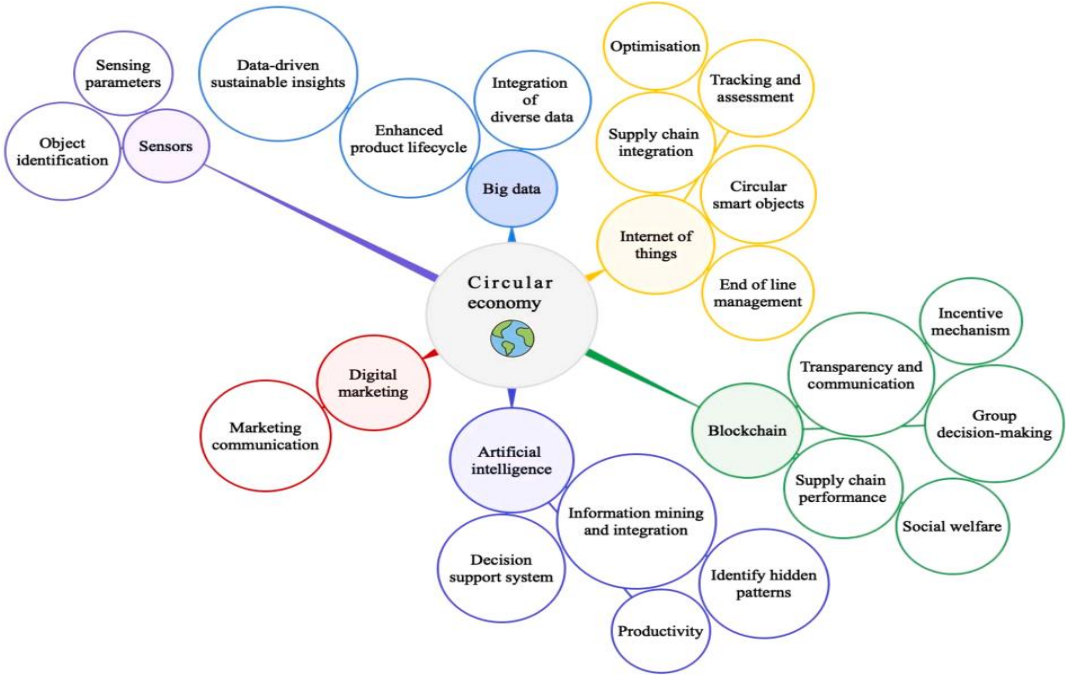 Sensing
parameters
Object
identification
Sensors
Data-driven
sustainable insights
Enhanced
product lifecycle
Integration
of
diverse data
Big data
Optimisation
Tracking and
assessment
Supply chain
integration
Circular
smart objects
Internet of
things
End of line
management
Circular
economy
Digital
marketing
Marketing
communication
Artificial
intelligence
Information mining
and integration
Decision
support system
Identify hidden
patterns
Productivity
Blockchain
Transparency and
communication
Incentive
mechanism
Group
decision-making
Supply chain
performance
Social welfare